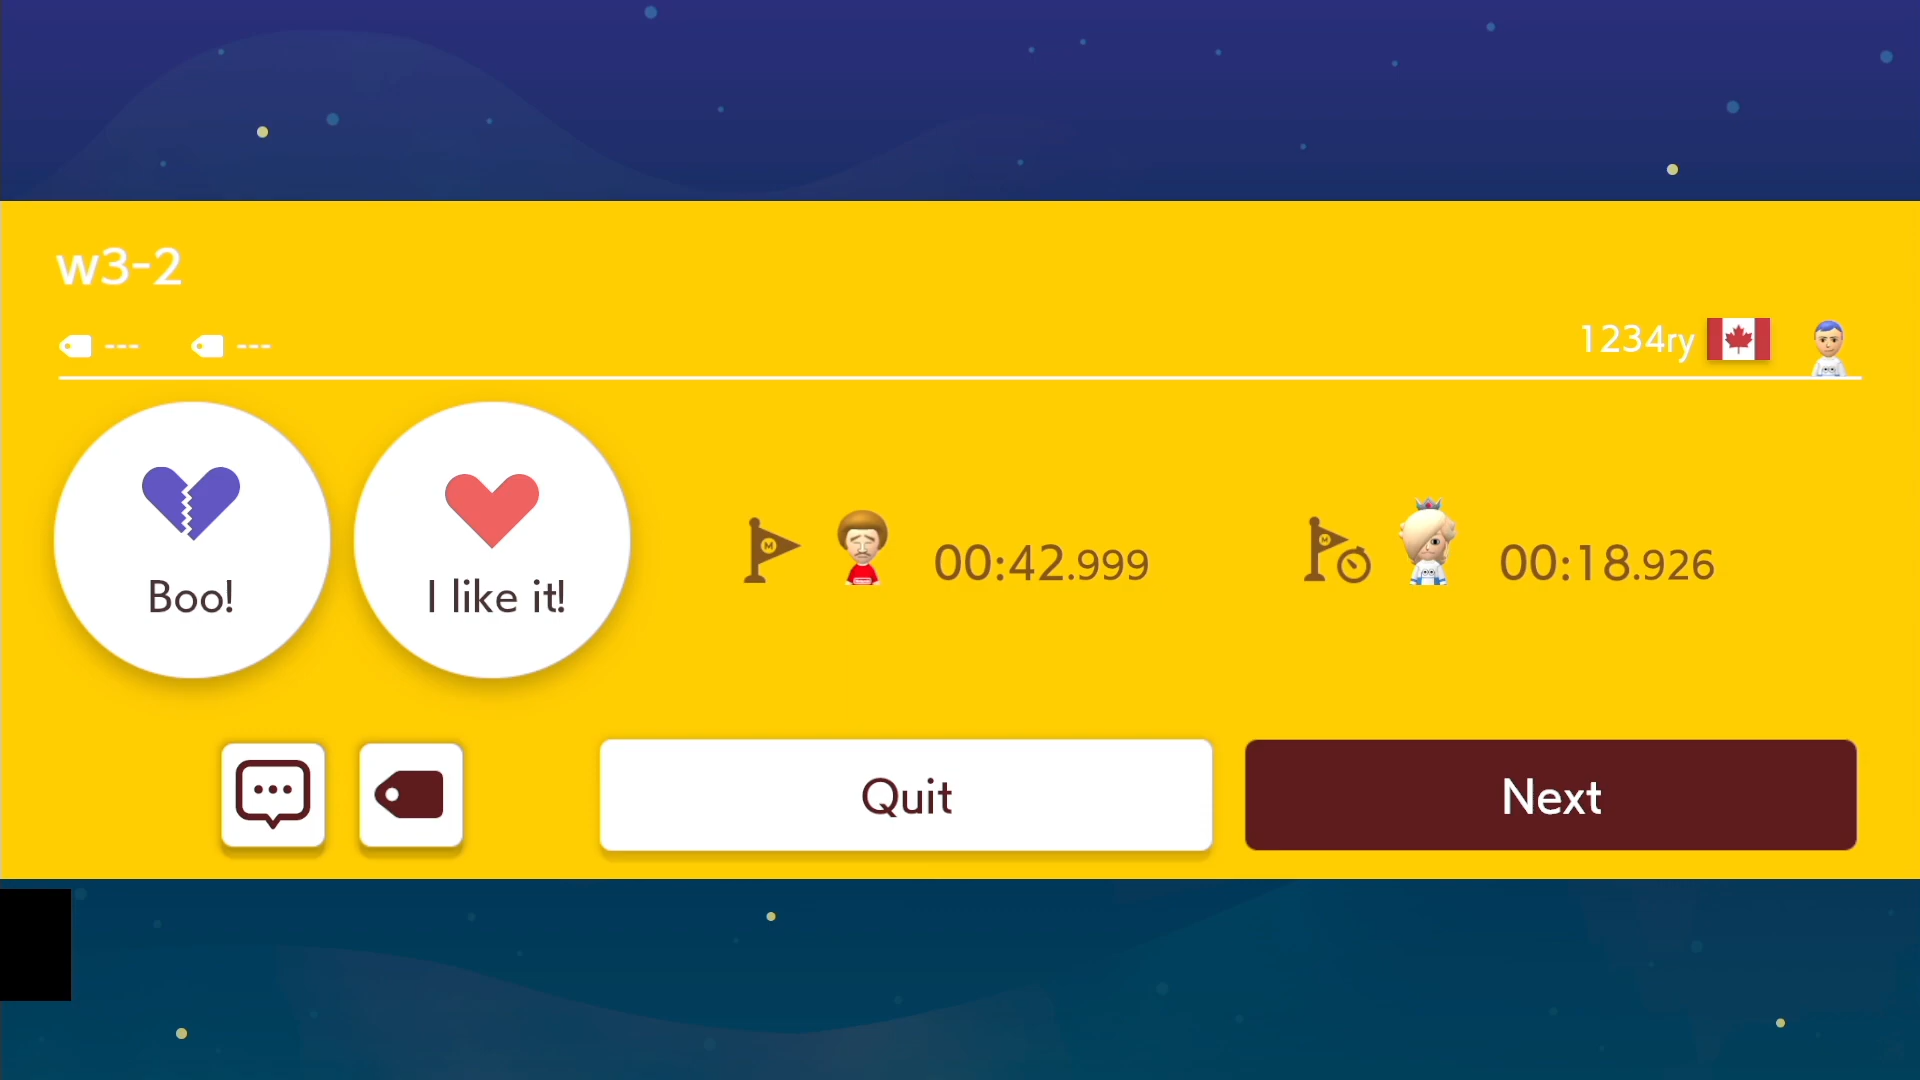 w3-2
--- ---
1234ry
M 00:42.999
M 00:18.926
Boo!
I like it!
Quit
Next